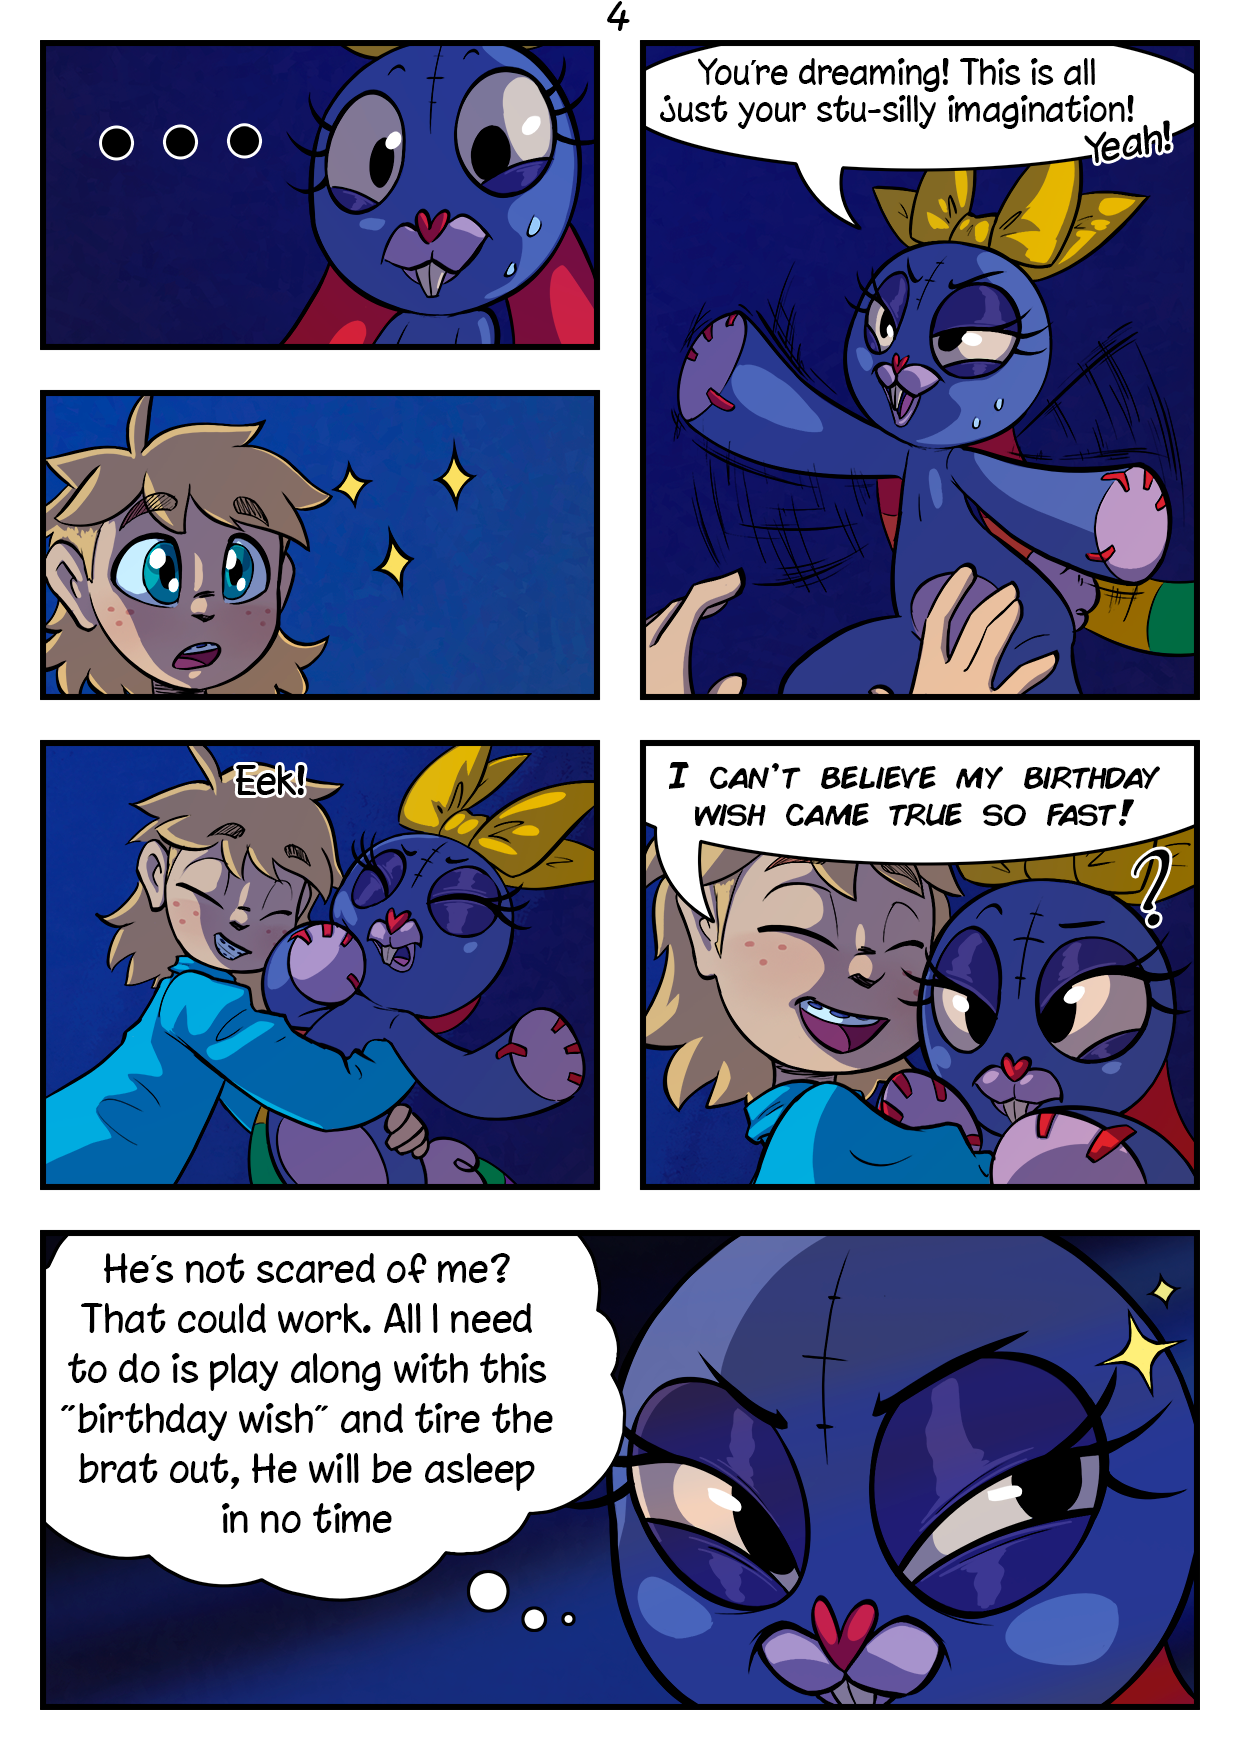 4
You're dreaming! This is all
just your stu-silly imagination!
Yeah!
Eek!
I CAN'T BELIEVE MY BIRTHDAY
WISH CAME TRUE SO FAST!
?
He's not scared of me?
That could work. All I need
to do is play along with this
"birthday wish" and tire the
brat out, He will be asleep
in no time